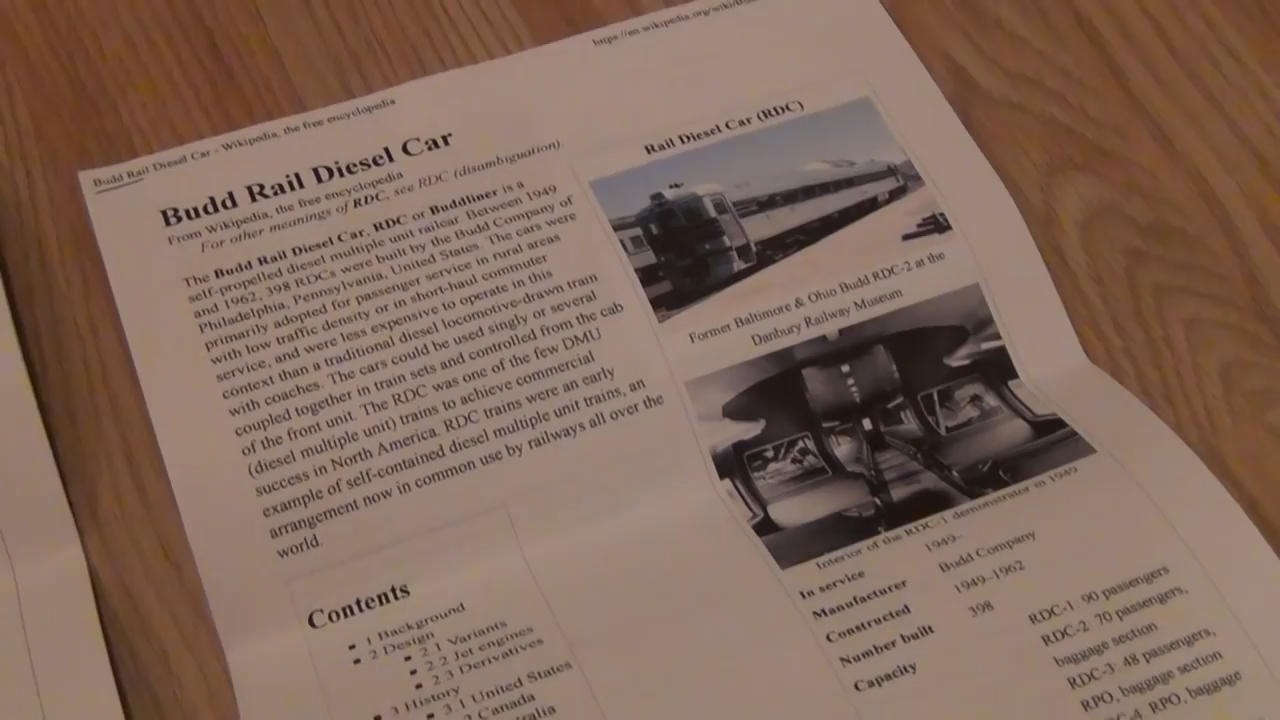 Budd Rail Diesel Car - Wikipedia, the free encyclopedia
https://en.wikipedia.org/wiki/
Budd Rail Diesel Car
From Wikipedia, the free encyclopedia
For other meanings of RDC, see RDC (disambiguation).
The Budd Rail Diesel Car, RDC or Buddliner is a
self-propelled diesel multiple unit railcar. Between 1949
and 1962, 398 RDCs were built by the Budd Company of
Philadelphia, Pennsylvania, United States. The cars were
primarily adopted for passenger service in rural areas
with low traffic density or in short-haul commuter
service, and were less expensive to operate in this
context than a traditional diesel locomotive-drawn train
with coaches. The cars could be used singly or several
coupled together in train sets and controlled from the cab
of the front unit. The RDC was one of the few DMU
(diesel multiple unit) trains to achieve commercial
success in North America. RDC trains were an early
example of self-contained diesel multiple unit trains, an
arrangement now in common use by railways all over the
world.
Contents
1 Background
2 Design
2.1 Variants
2.2 Jet engines
2.3 Derivatives
3 History
3.1 United States
2 Canada
ralia
Rail Diesel Car (RDC)
Former Baltimore & Ohio Budd RDC-2 at the
Danbury Railway Museum
Interior of the RDC-1 demonstrator in 1949
In service 1949–
Manufacturer Budd Company
Constructed 1949–1962
Number built 398
Capacity RDC-1: 90 passengers
RDC-2: 70 passengers,
baggage section
RDC-3: 48 passengers,
RPO, baggage section
RPO, baggage